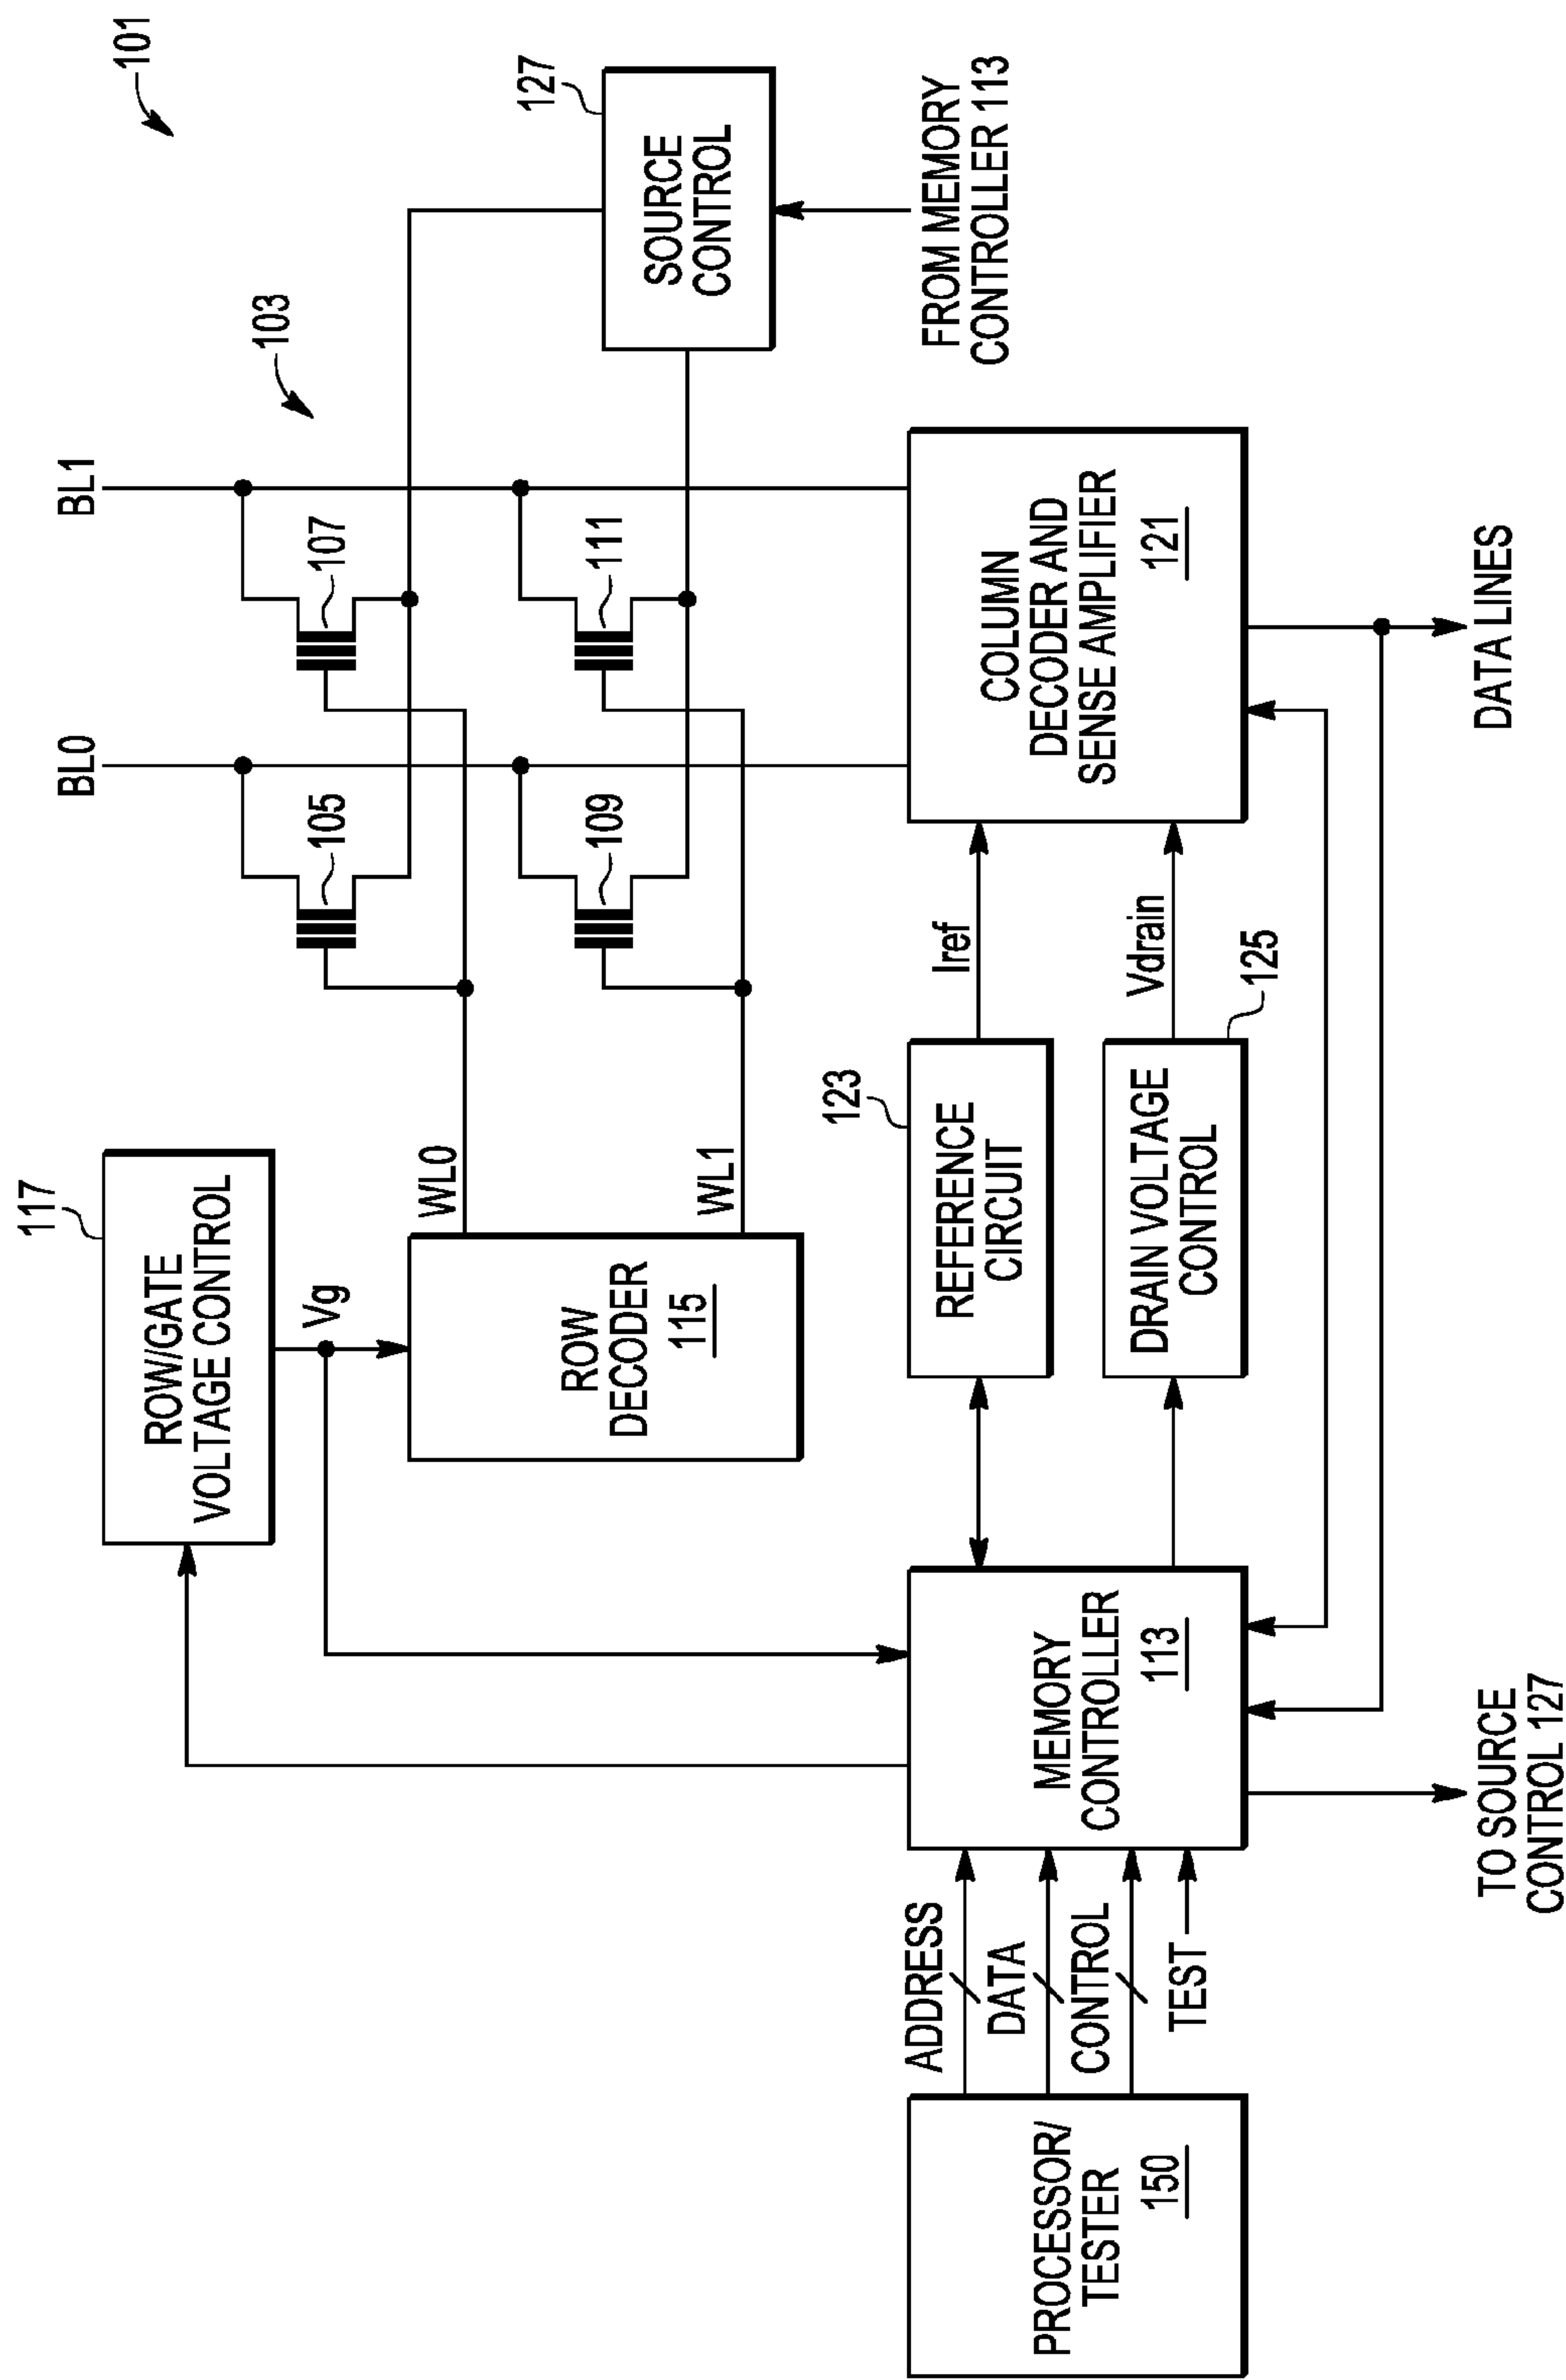 101
103
BL0
BL1
117
ROW/GATE
VOLTAGE CONTROL
Vg
105
107
127
SOURCE
CONTROL
WL0
ROW
DECODER
115
109
111
WL1
FROM MEMORY
CONTROLLER 113
ADDRESS
DATA
CONTROL
TEST
PROCESSOR/
TESTER
150
MEMORY
CONTROLLER
113
123
REFERENCE
CIRCUIT
Iref
DRAIN VOLTAGE
CONTROL
125
Vdrain
COLUMN
DECODER AND
SENSE AMPLIFIER
121
TO SOURCE
CONTROL 127
DATA LINES